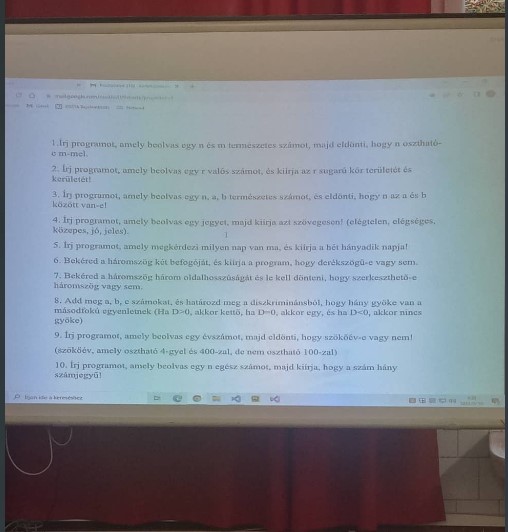 1.Írj programot, amely beolvas egy n és m természetes számot, majd eldönti, hogy n osztható-
e m-mel.
2. Írj programot, amely beolvas egy r valós számot, és kiírja az r sugarú kör területét és
kerületét!
3. Írj programot, amely beolvas egy n, a, b természetes számot, és eldönti, hogy n az a és b
között van-e!
4. Írj programot, amely beolvas egy jegyet, majd kiírja azt szövegesen! (elégtelen, elégséges,
közepes, jó, jeles).
5. Írj programot, amely megkérdezi milyen nap van ma, és kiírja a hét hányadik napja!
6. Bekéred a háromszög két befogóját, és kiírja a program, hogy derékszögű-e vagy sem.
7. Bekéred a háromszög három oldalhosszúságát és le kell dönteni, hogy szerkeszthető-e
háromszög vagy sem.
8. Add meg a, b, c számokat, és határozd meg a diszkriminánsból, hogy hány gyöke van a
másodfokú egyenletnek (Ha D>0, akkor kettő, ha D=0, akkor egy, és ha D<0, akkor nincs
gyöke)
9. Írj programot, amely beolvas egy évszámot, majd eldönti, hogy szökőév-e vagy nem!
(szökőév, amely osztható 4-gyel és 400-zal, de nem osztható 100-zal)
10. Írj programot, amely beolvas egy n egész számot, majd kiírja, hogy a szám hány
számjegyű!